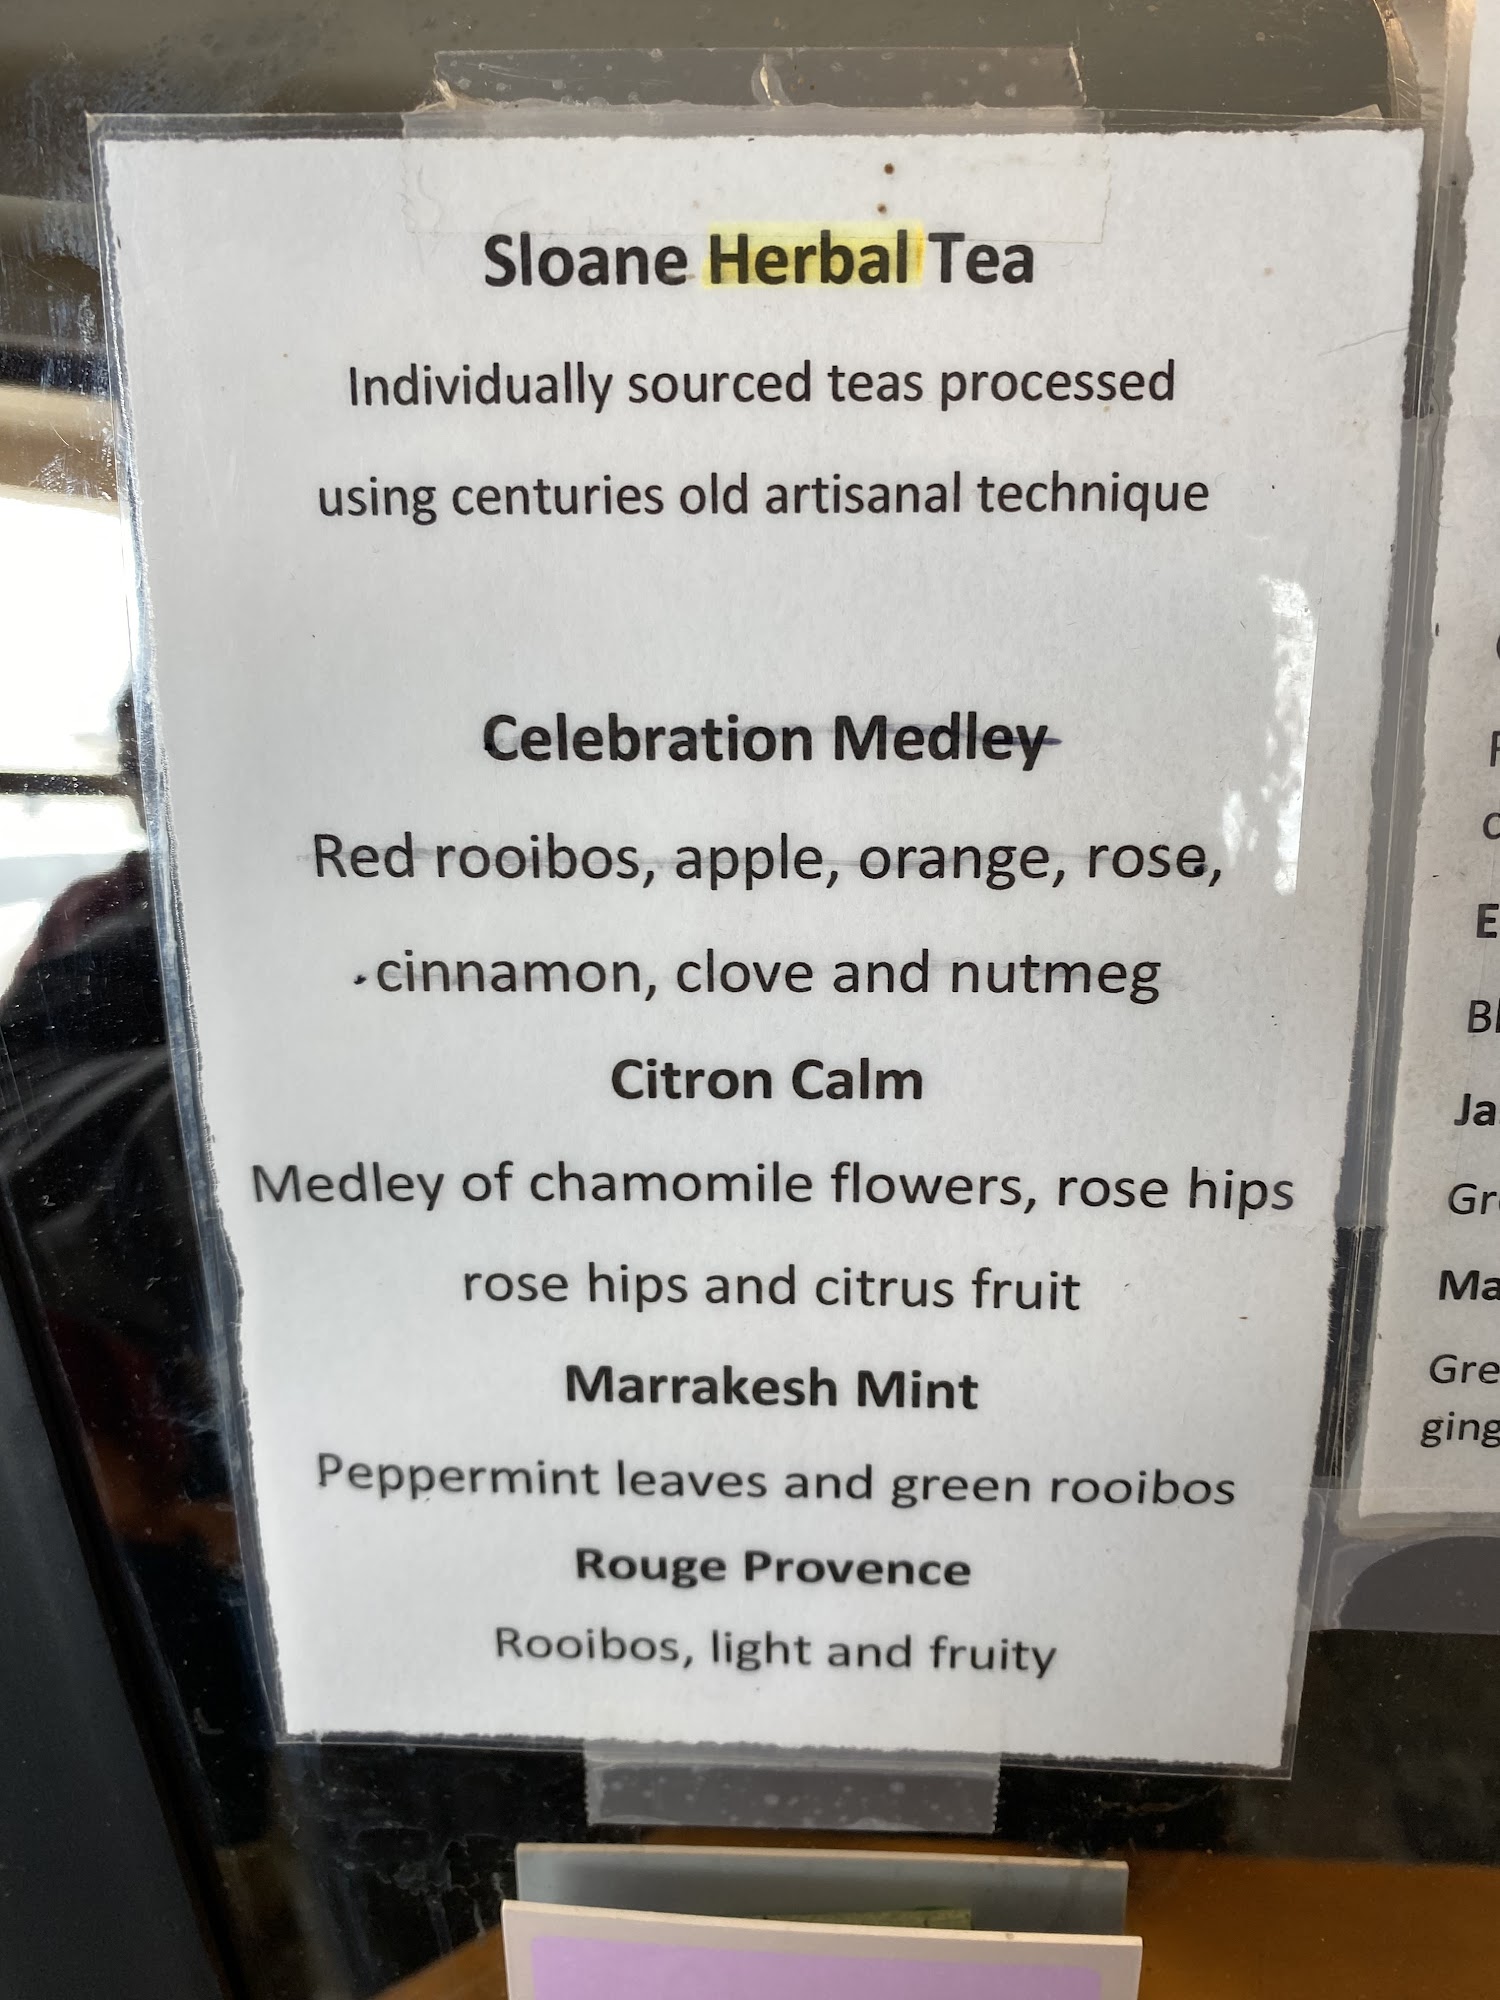 Sloane Herbal Tea
Individually sourced teas processed
using centuries old artisanal technique
Celebration Medley
Red rooibos, apple, orange, rose,
cinnamon, clove and nutmeg
Citron Calm
Medley of chamomile flowers, rose hips
rose hips and citrus fruit
Marrakesh Mint
Peppermint leaves and green rooibos
Rouge Provence
Rooibos, light and fruity